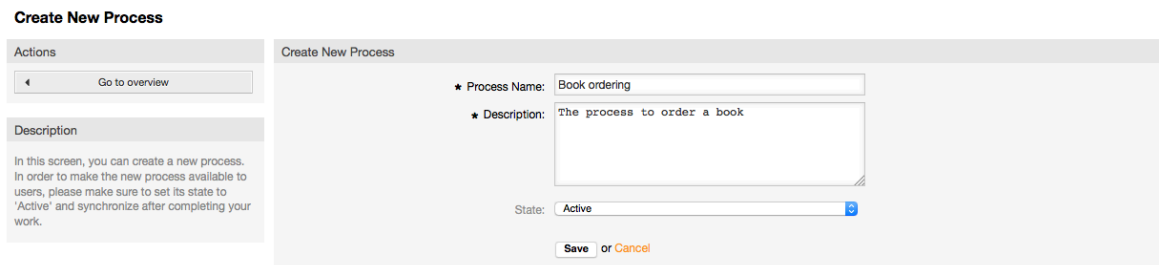 Create New Process
Actions
Go to overview
Description
In this screen, you can create a new process.
In order to make the new process available to
users, please make sure to set its state to
'Active' and synchronize after completing your
work.
Create New Process
* Process Name: Book ordering
* Description: The process to order a book
State: Active
Save or Cancel